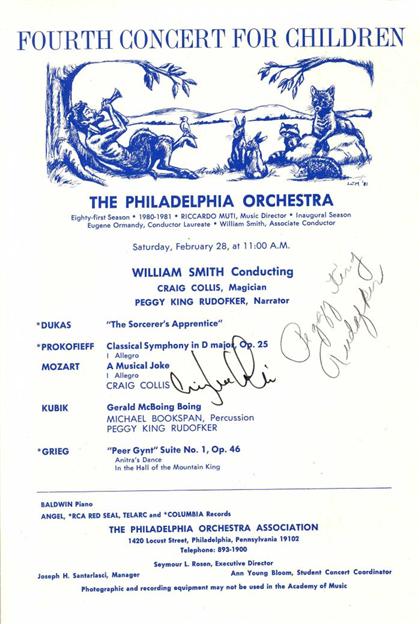 FOURTH CONCERT FOR CHILDREN
THE PHILADELPHIA ORCHESTRA
Eighty-first Season • 1980-1981 • RICCARDO MUTI, Music Director • Inaugural Season
Eugene Ormandy, Conductor Laureate • William Smith, Associate Conductor
Saturday, February 28, at 11:00 A.M.
WILLIAM SMITH Conducting
CRAIG COLLIS, Magician
PEGGY KING RUDOFKER, Narrator
Peggy King
Rudofker
*DUKAS "The Sorcerer's Apprentice"
*PROKOFIEFF Classical Symphony in D major, Op. 25
I Allegro
MOZART A Musical Joke
I Allegro
CRAIG COLLIS
KUBIK Gerald McBoing Boing
MICHAEL BOOKSPAN, Percussion
PEGGY KING RUDOFKER
*GRIEG "Peer Gynt" Suite No. 1, Op. 46
Anitra's Dance
In the Hall of the Mountain King
BALDWIN Piano
ANGEL, *RCA RED SEAL, TELARC and *COLUMBIA Records
THE PHILADELPHIA ORCHESTRA ASSOCIATION
1420 Locust Street, Philadelphia, Pennsylvania 19102
Telephone: 893-1900
Seymour L. Rosen, Executive Director
Joseph H. Santarlasci, Manager Ann Young Bloom, Student Concert Coordinator
Photographic and recording equipment may not be used in the Academy of Music